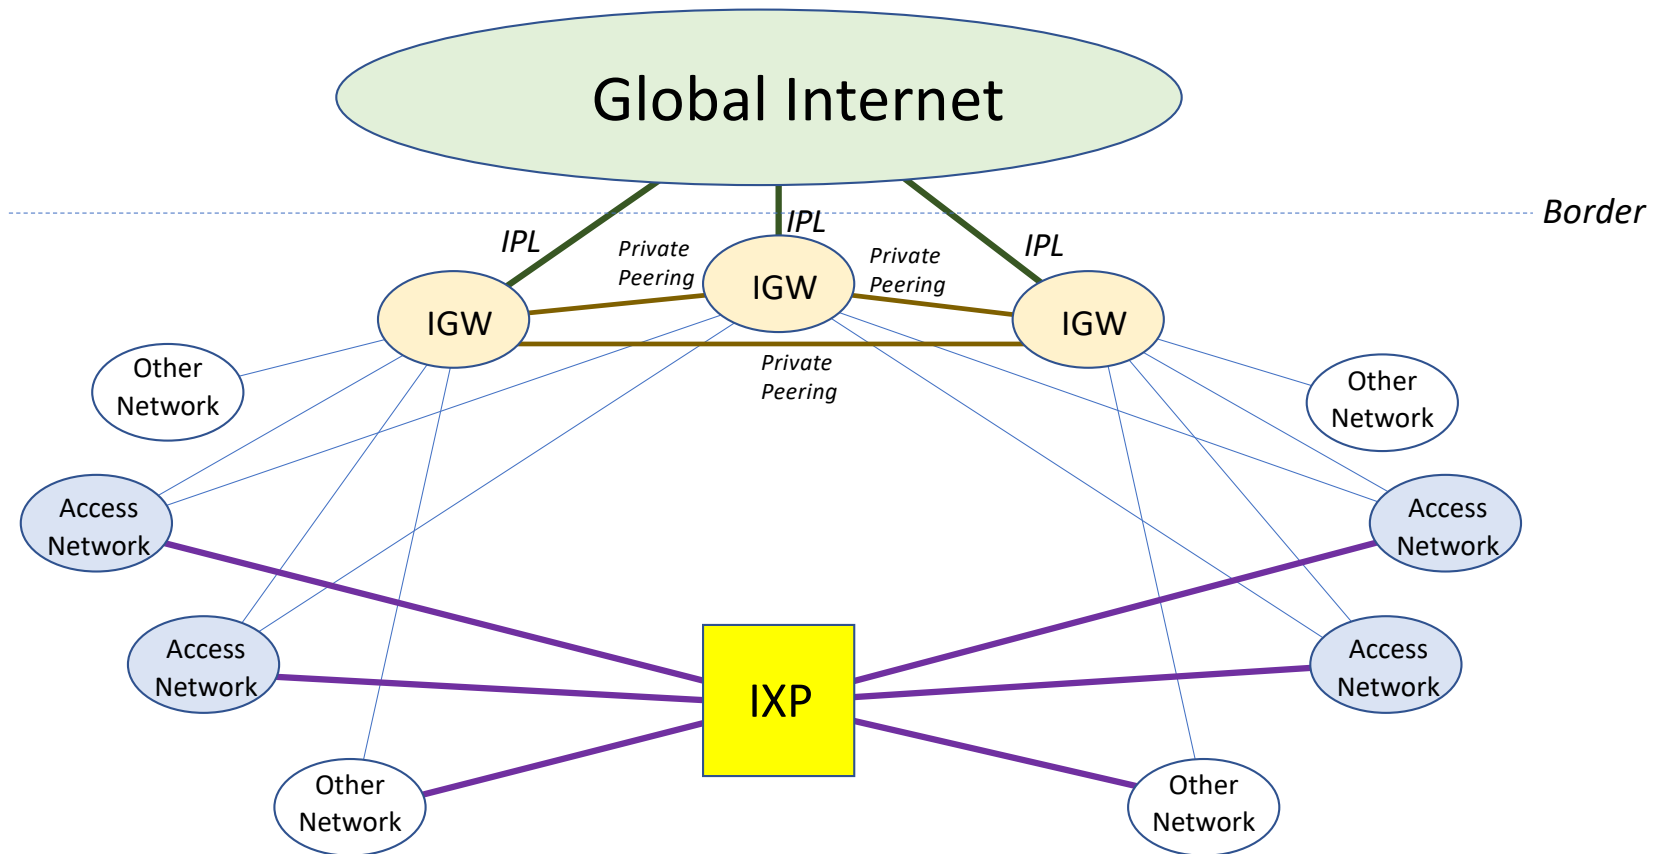 Global Internet
Border
IPL
IPL
IPL
Private
Peering
Private
Peering
IGW
IGW
IGW
Private
Peering
Other
Network
Other
Network
Access
Network
Access
Network
Access
Network
Access
Network
IXP
Other
Network
Other
Network